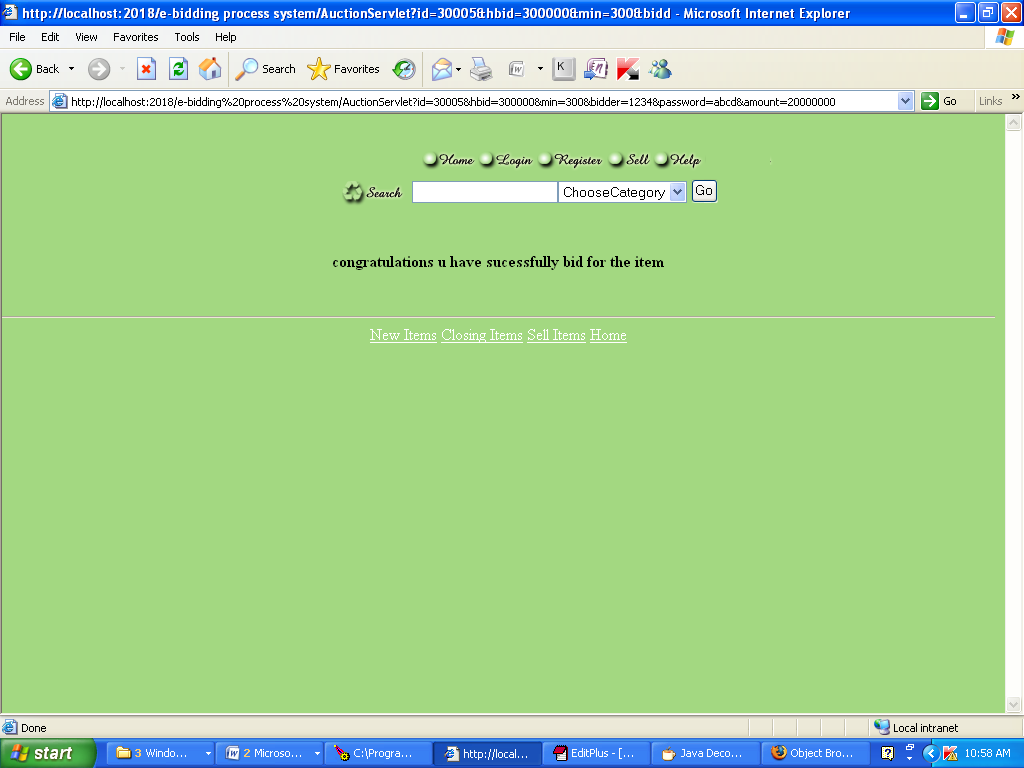 http://localhost:2018/e-bidding process system/AuctionServlet?id=30005&hbid=300000&min=300&bidd - Microsoft Internet Explorer
File Edit View Favorites Tools Help
Back Search Favorites W K
Address http://localhost:2018/e-bidding%20process%20system/AuctionServlet?id=30005&hbid=300000&min=300&bidder=1234&password=abcd&amount=20000000 Go Links »
Home Login Register Sell Help
Search ChooseCategory Go
congratulations u have sucessfully bid for the item
New Items Closing Items Sell Items Home
Done Local intranet
start 3 Windo... 2 Microso... C:\Progra... http://local... EditPlus - [... Java Deco... Object Bro... ? 10:58 AM